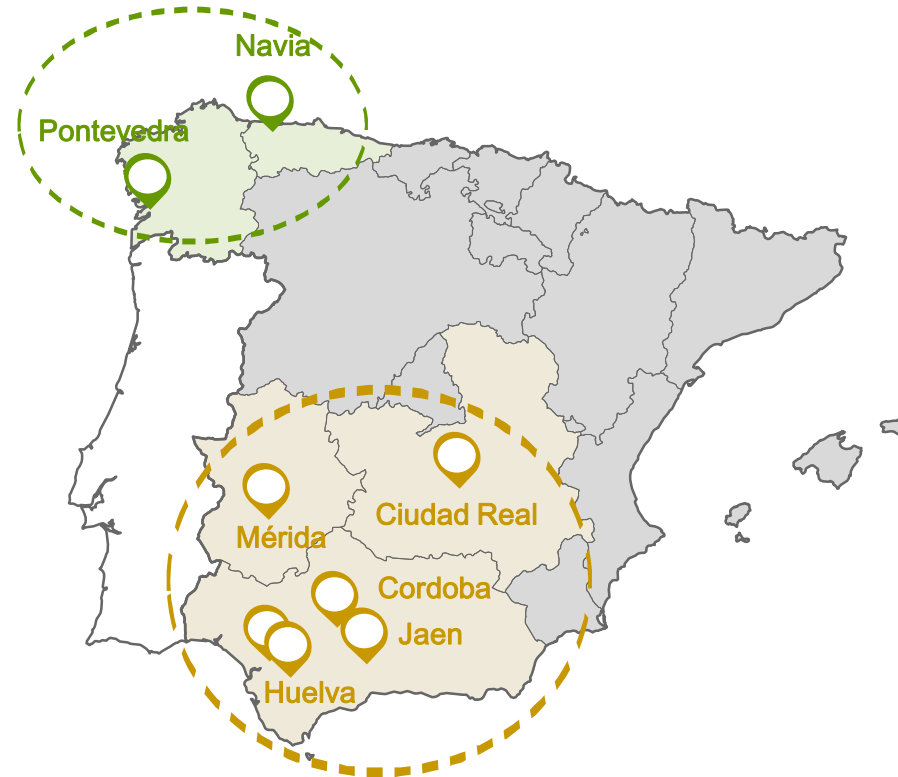 Navia
Pontevedra
Ciudad Real
Mérida
Cordoba
Jaen
Huelva